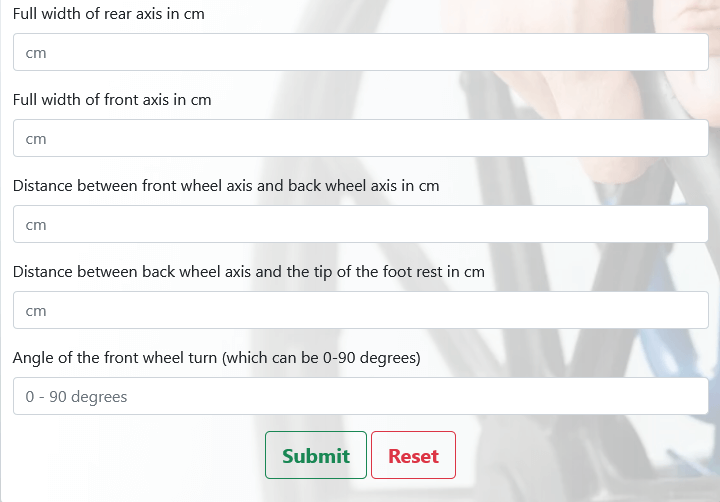 Full width of rear axis in cm
cm
Full width of front axis in cm
cm
Distance between front wheel axis and back wheel axis in cm
cm
Distance between back wheel axis and the tip of the foot rest in cm
cm
Angle of the front wheel turn (which can be 0-90 degrees)
0 - 90 degrees
Submit Reset